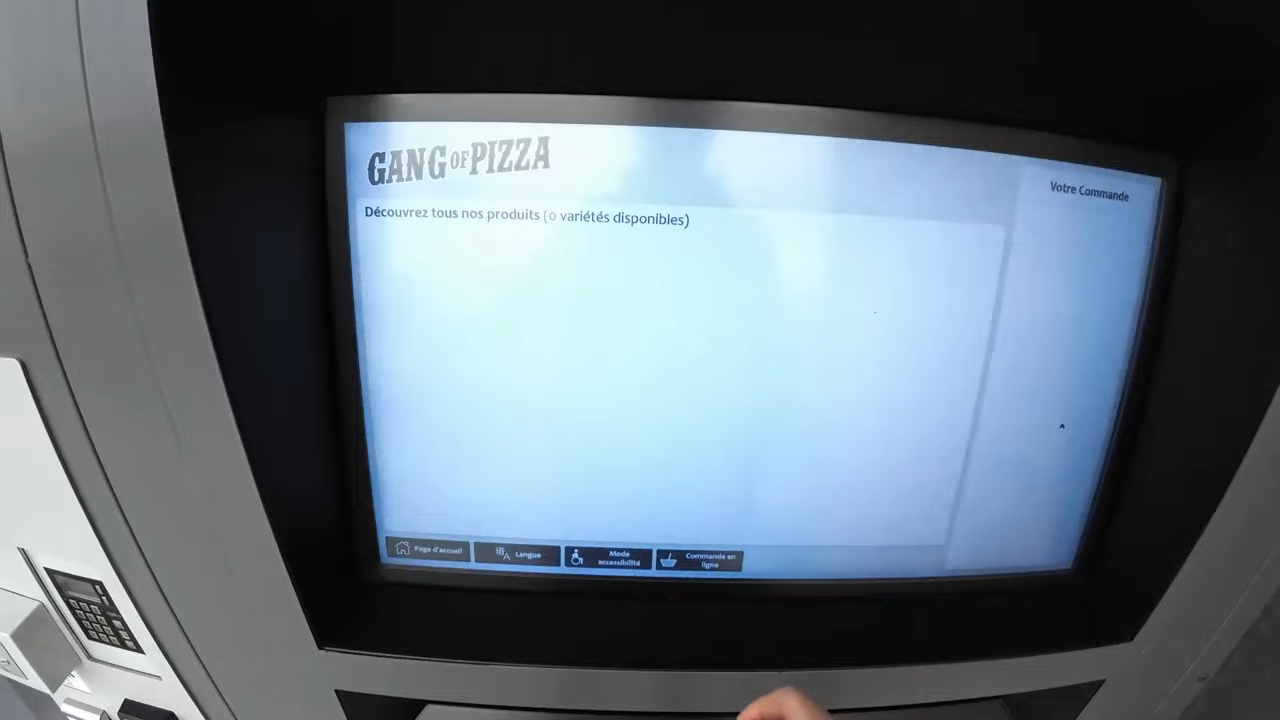 GANG OF PIZZA
Votre Commande
Découvrez tous nos produits (0 variétés disponibles)
Page d'accueil
Langue
Mode
accessibilité
Commande en
ligne